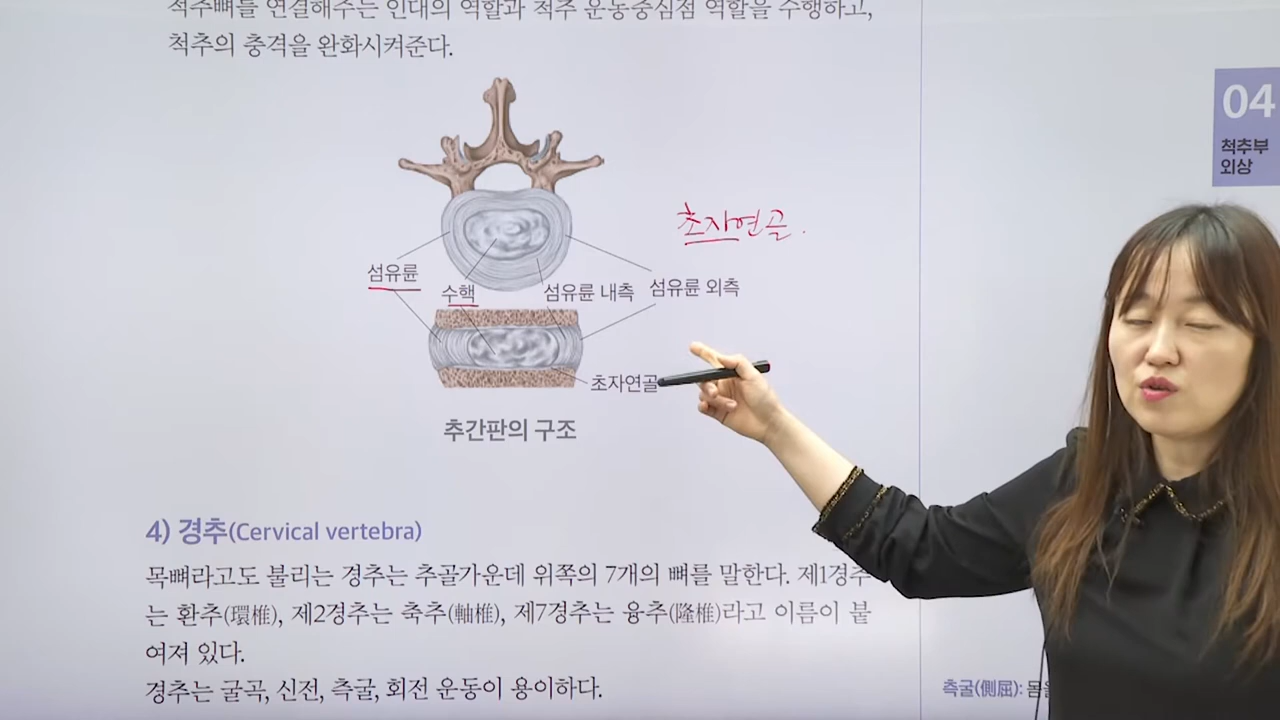 척추뼈를 연결해주는 인대의 역할과 척추 운동중심점 역할을 수행하고,
척추의 충격을 완화시켜준다.
04
척추부
외상
초자연골.
섬유륜
수핵
섬유륜 내측
섬유륜 외측
초자연골
추간판의 구조
4) 경추(Cervical vertebra)
목뼈라고도 불리는 경추는 추골가운데 위쪽의 7개의 뼈를 말한다. 제1경추
는 환추(環椎), 제2경추는 축추(軸椎), 제7경추는 융추(隆椎)라고 이름이 붙
여져 있다.
경추는 굴곡, 신전, 측굴, 회전 운동이 용이하다.
측굴(側屈):